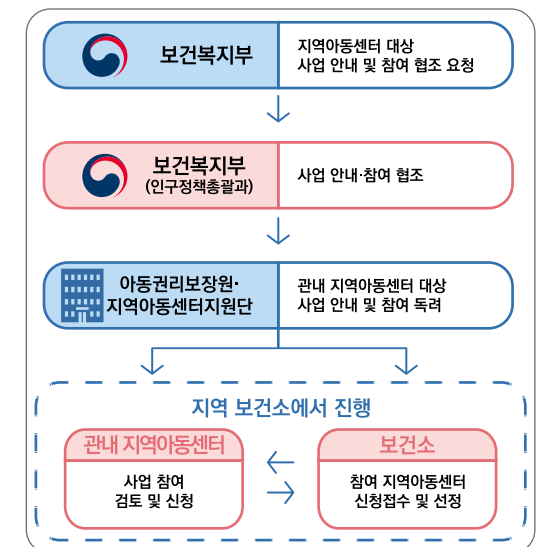 보건복지부
지역아동센터 대상
사업 안내 및 참여 협조 요청
보건복지부
(인구정책총괄과)
사업 안내·참여 협조
아동권리보장원·
지역아동센터지원단
관내 지역아동센터 대상
사업 안내 및 참여 독려
지역 보건소에서 진행
관내 지역아동센터
사업 참여
검토 및 신청
보건소
참여 지역아동센터
신청접수 및 선정